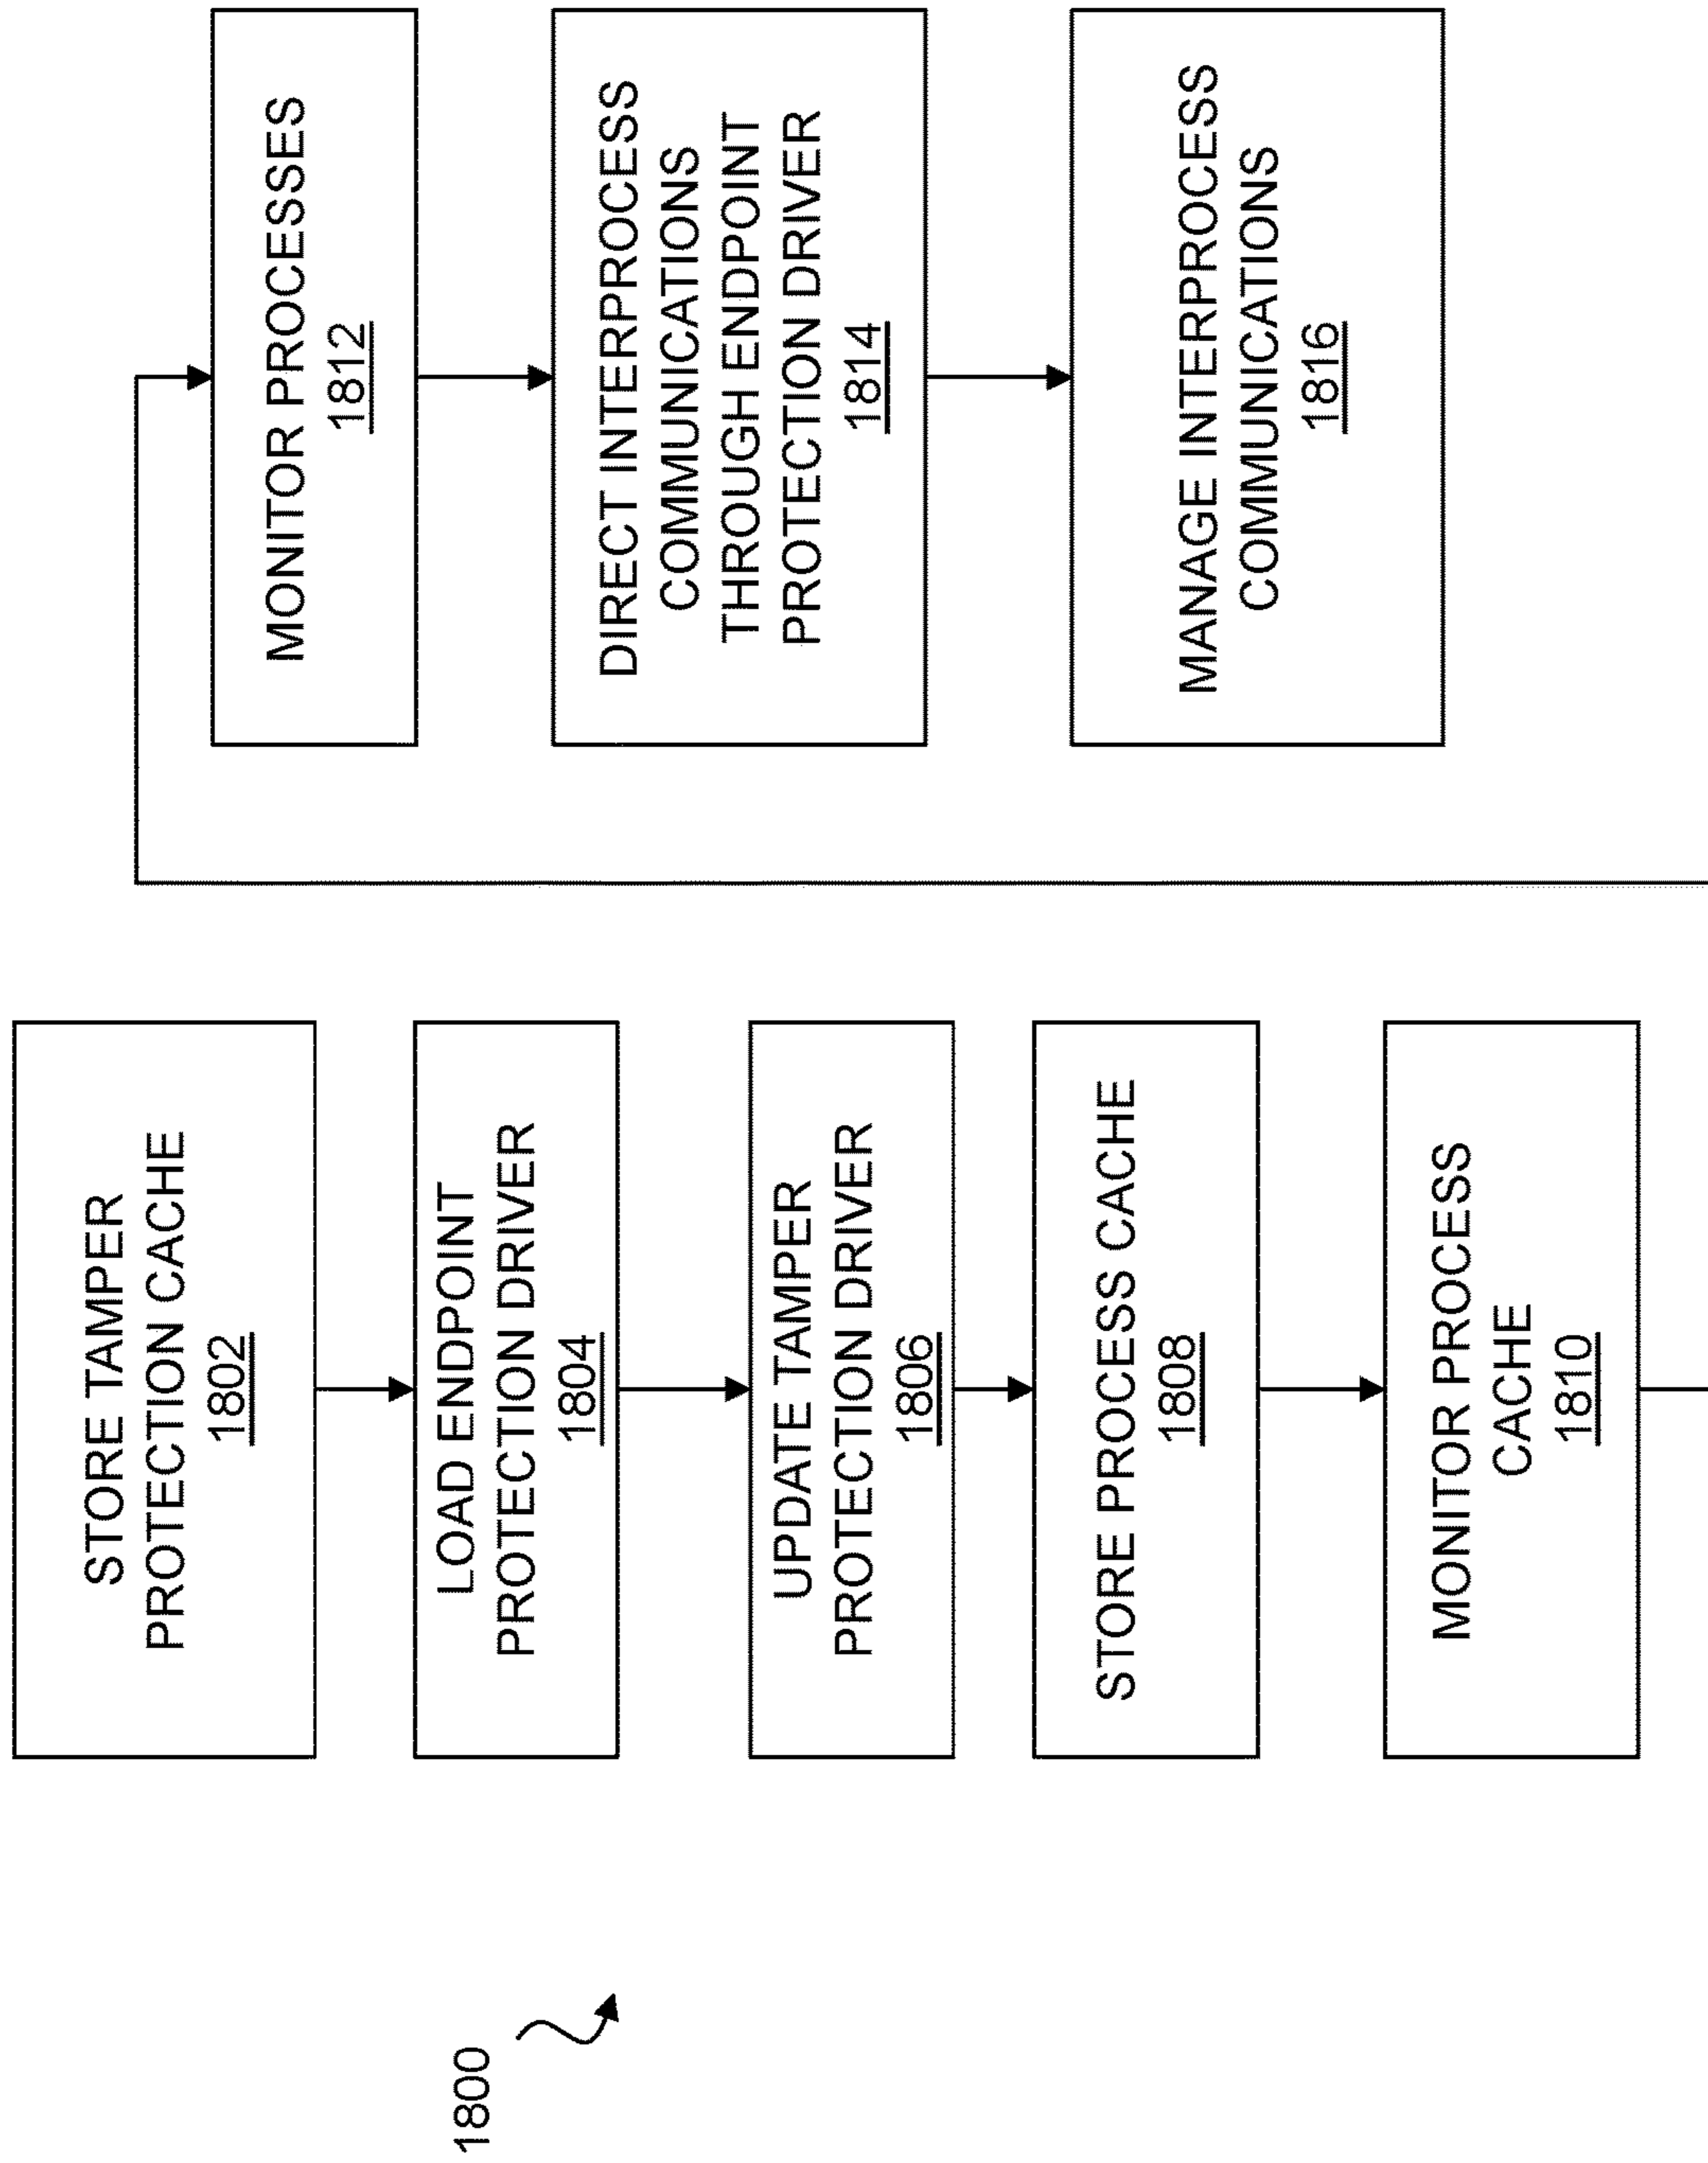 1800
STORE TAMPER
PROTECTION CACHE
1802
LOAD ENDPOINT
PROTECTION DRIVER
1804
UPDATE TAMPER
PROTECTION DRIVER
1806
STORE PROCESS CACHE
1808
MONITOR PROCESS
CACHE
1810
MONITOR PROCESSES
1812
DIRECT INTERPROCESS
COMMUNICATIONS
THROUGH ENDPOINT
PROTECTION DRIVER
1814
MANAGE INTERPROCESS
COMMUNICATIONS
1816